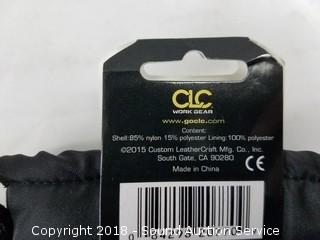 CLC
WORK GEAR
www.goclc.com
Content:
Shell:85% nylon 15% polyester Lining:100% polyester
©2015 Custom LeatherCraft Mfg. Co., Inc.
South Gate, CA 90280
CE
Made in China
Copyright 2018 - Sound Auction Service